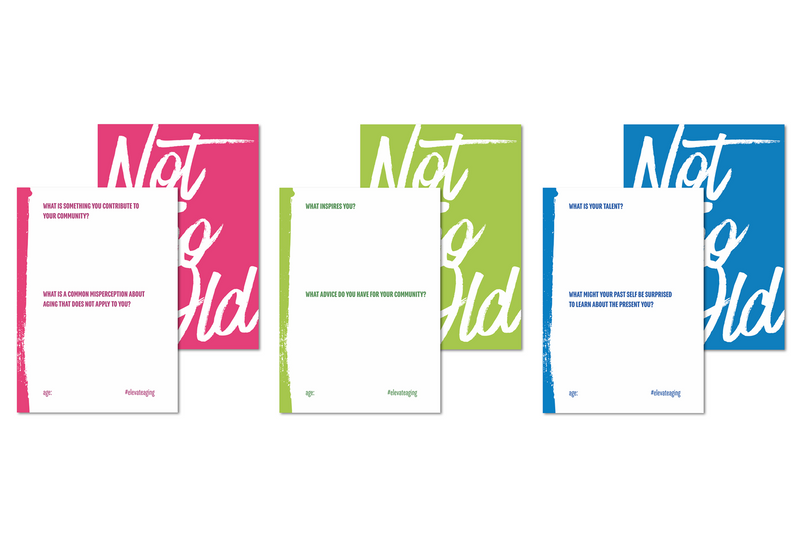 Not
Old
WHAT IS SOMETHING YOU CONTRIBUTE TO
YOUR COMMUNITY?
WHAT IS A COMMON MISPERCEPTION ABOUT
AGING THAT DOES NOT APPLY TO YOU?
age:
#elevateaging
Not
Old
WHAT INSPIRES YOU?
WHAT ADVICE DO YOU HAVE FOR YOUR COMMUNITY?
age:
#elevateaging
Not
Old
WHAT IS YOUR TALENT?
WHAT MIGHT YOUR PAST SELF BE SURPRISED
TO LEARN ABOUT THE PRESENT YOU?
age:
#elevateaging